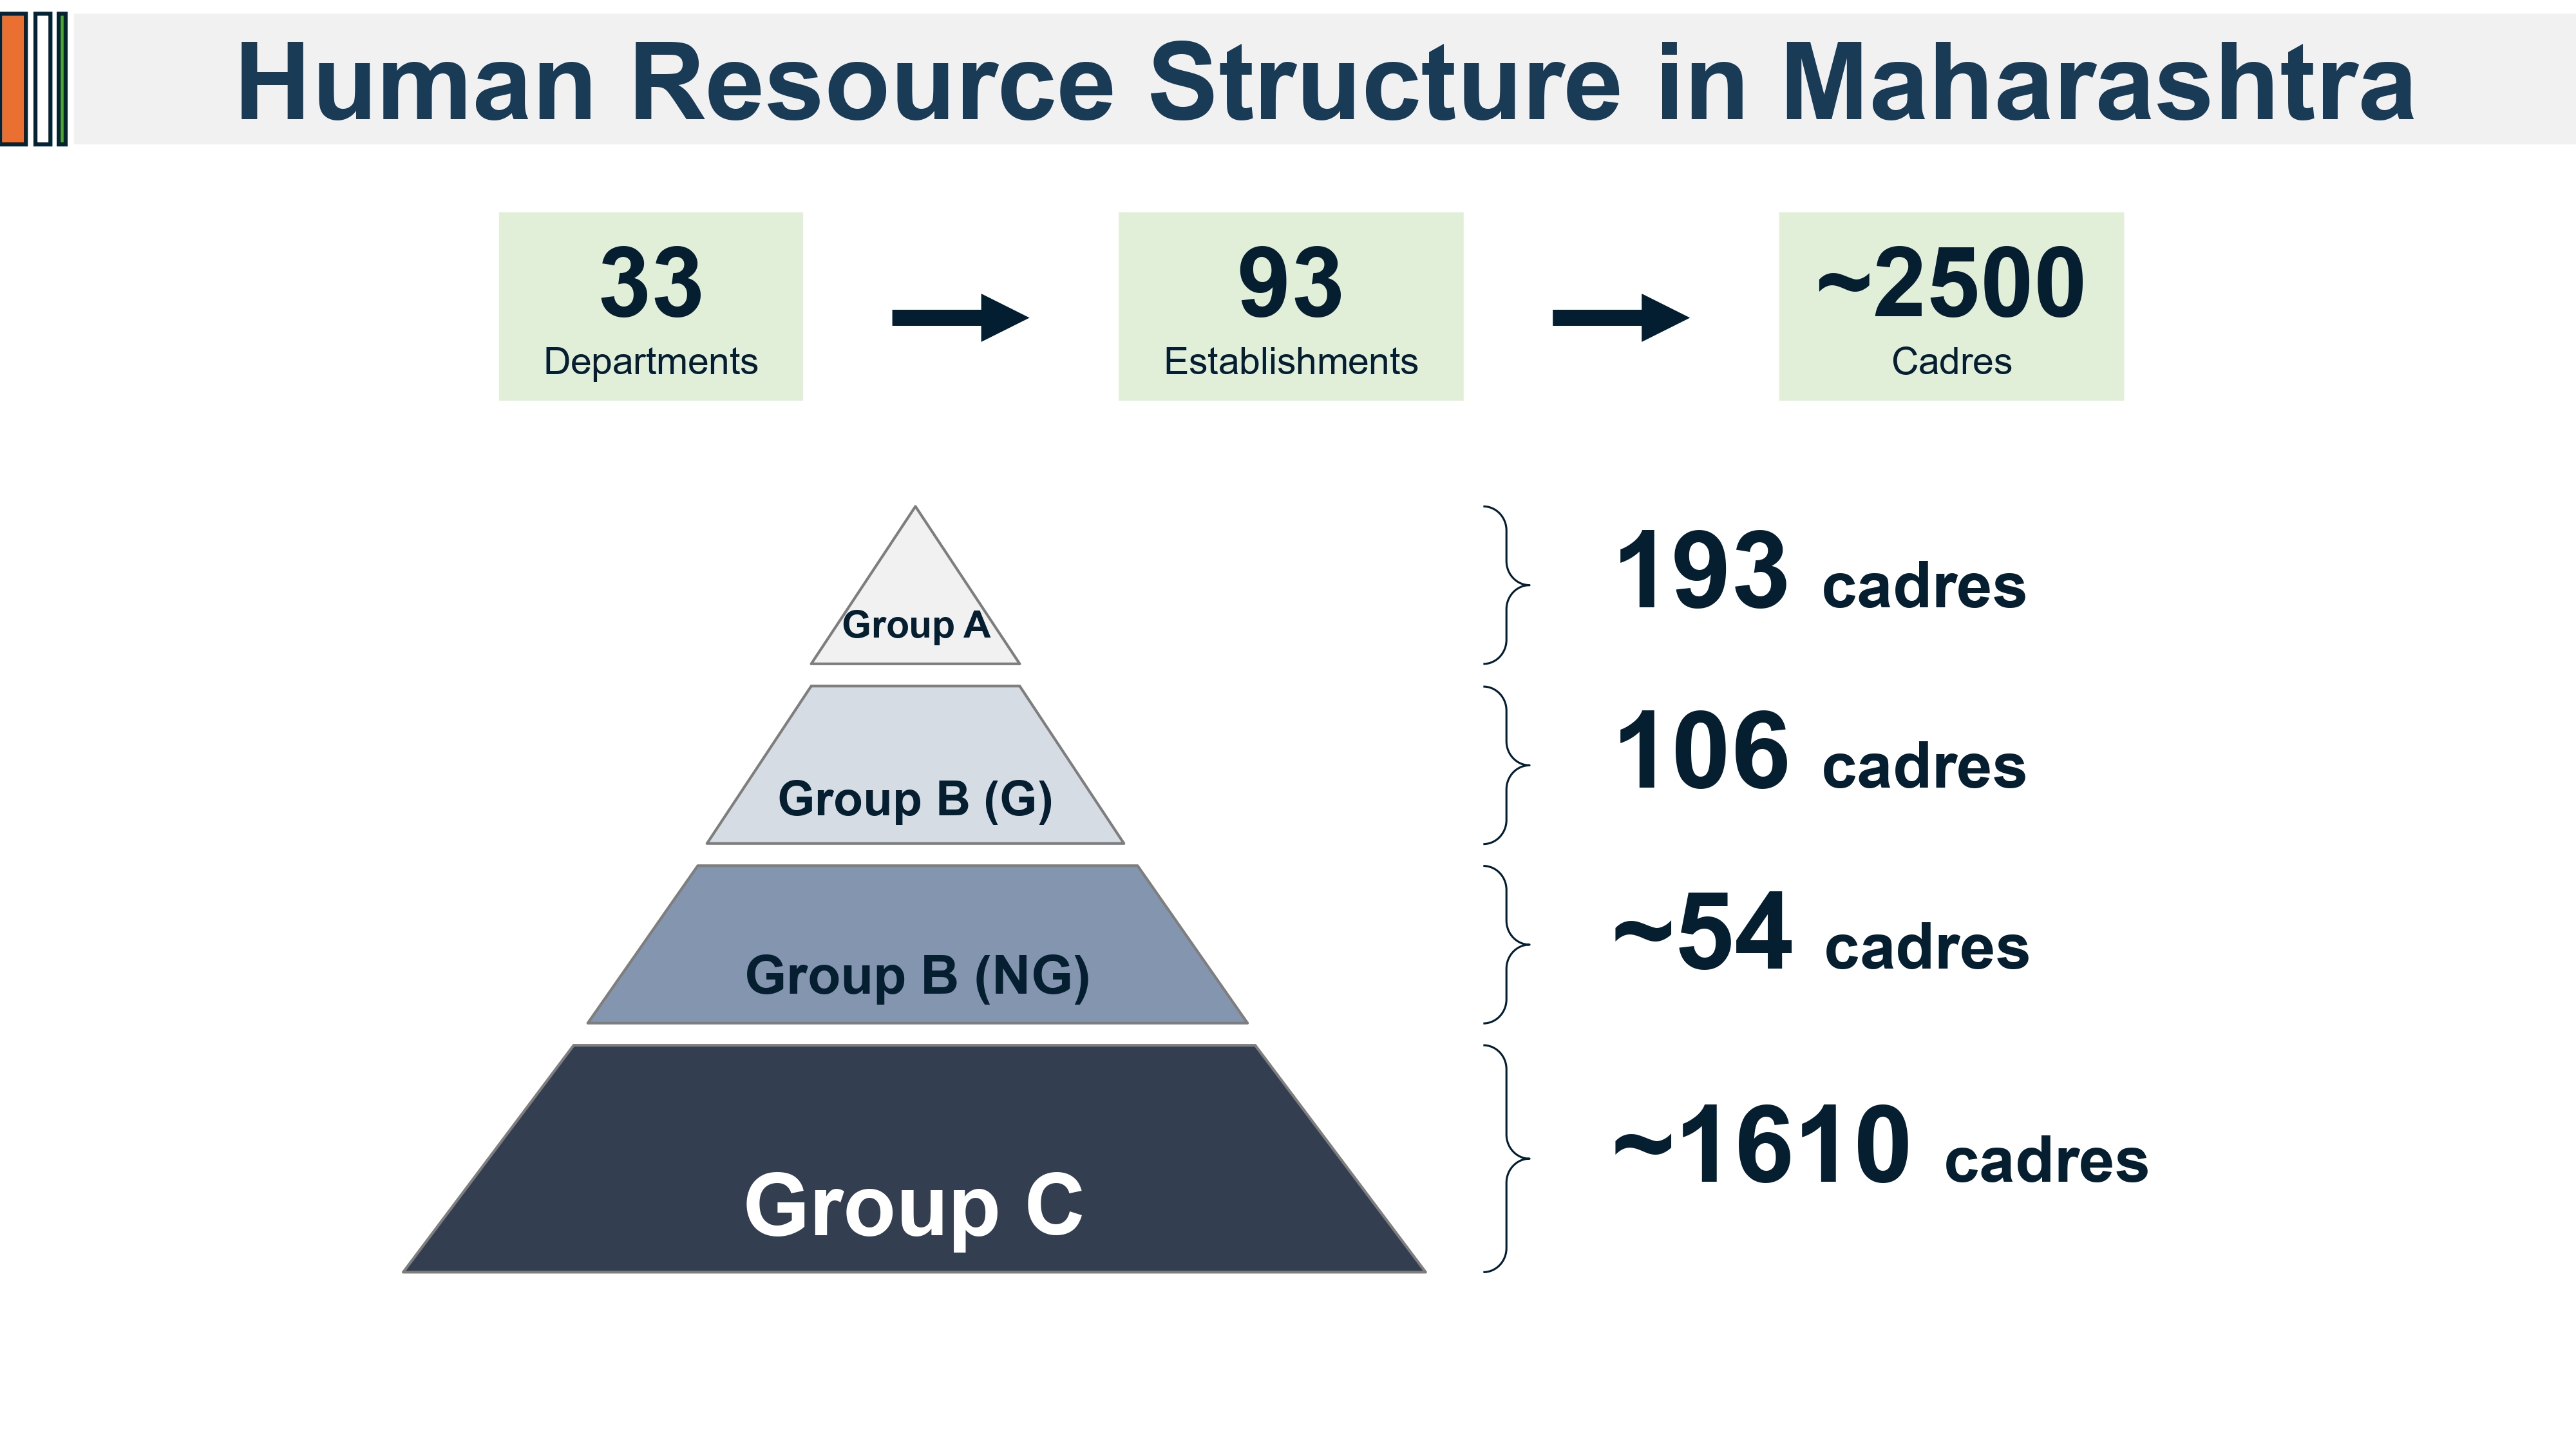 Human Resource Structure in Maharashtra
33
Departments
93
Establishments
~2500
Cadres
Group A
193 cadres
Group B (G)
106 cadres
Group B (NG)
~54 cadres
Group C
~1610 cadres